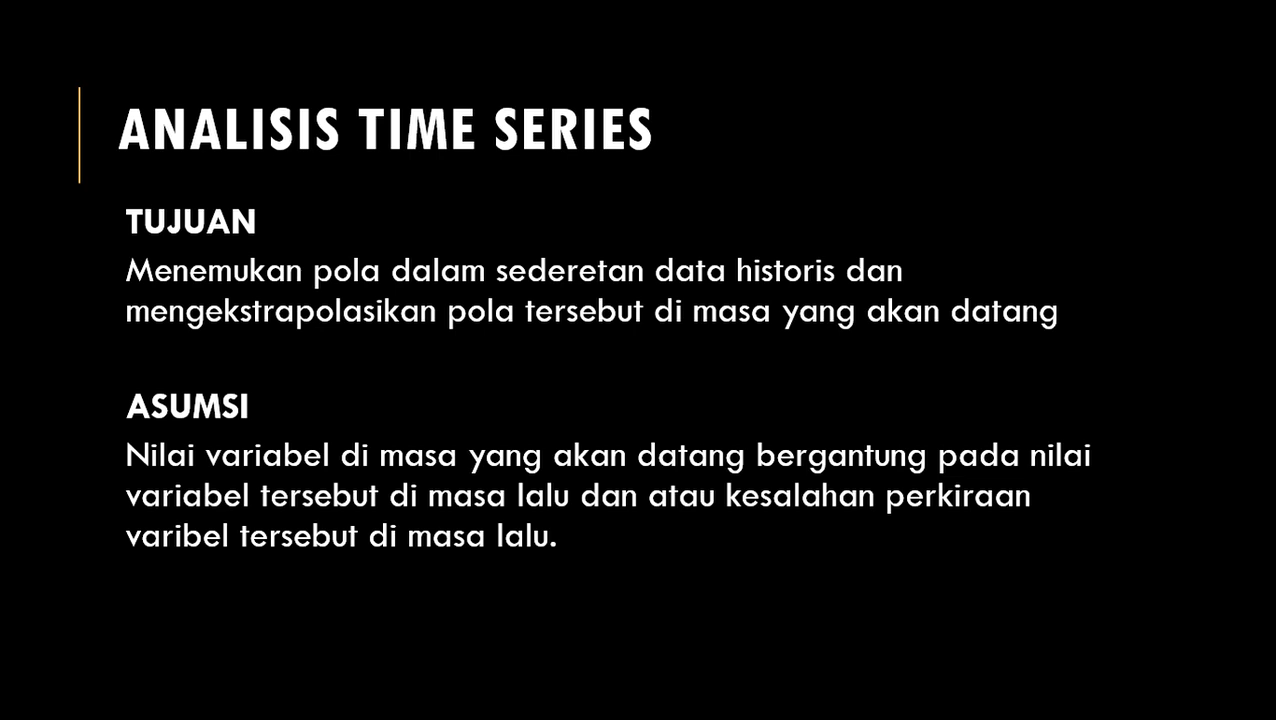 ANALISIS TIME SERIES
TUJUAN
Menemukan pola dalam sederetan data historis dan
mengekstrapolasikan pola tersebut di masa yang akan datang
ASUMSI
Nilai variabel di masa yang akan datang bergantung pada nilai
variabel tersebut di masa lalu dan atau kesalahan perkiraan
varibel tersebut di masa lalu.